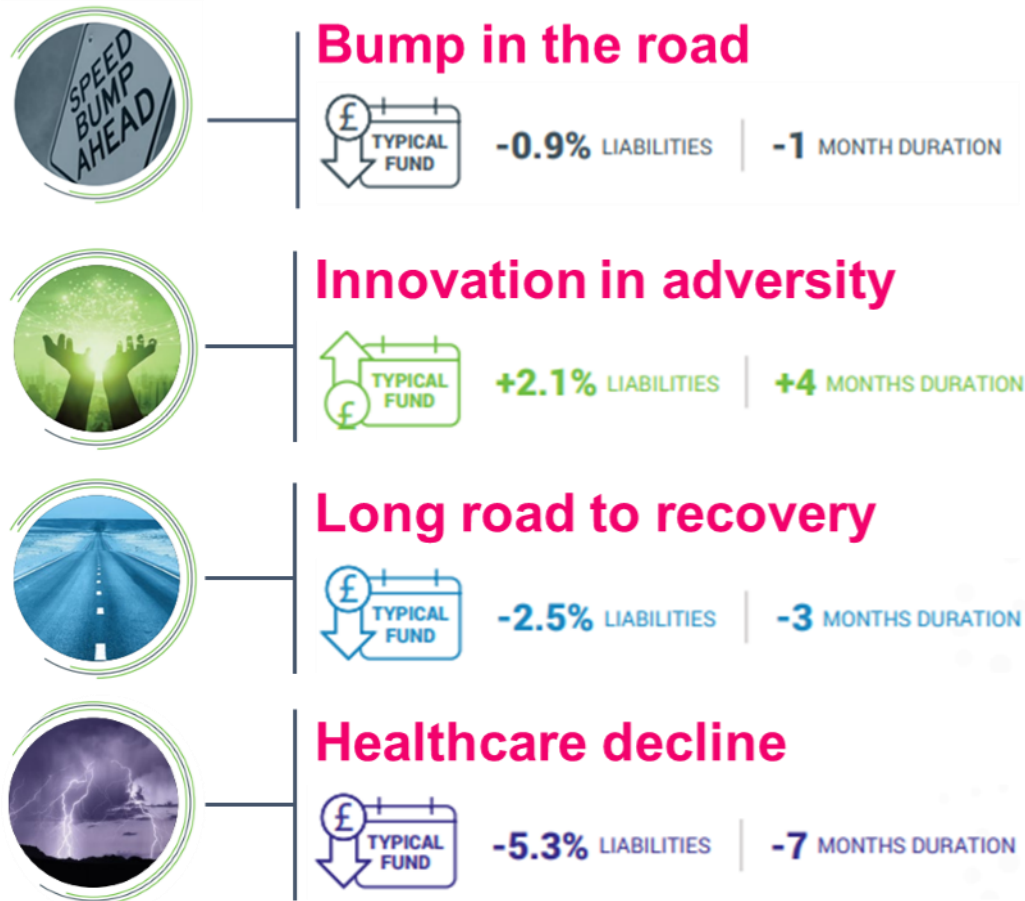 SPEED
BUMP
AHEAD
Bump in the road
£
TYPICAL
FUND
-0.9% LIABILITIES
-1 MONTH DURATION
Innovation in adversity
TYPICAL
FUND
£
+2.1% LIABILITIES
+4 MONTHS DURATION
Long road to recovery
£
TYPICAL
FUND
-2.5% LIABILITIES
-3 MONTHS DURATION
Healthcare decline
£
TYPICAL
FUND
-5.3% LIABILITIES
-7 MONTHS DURATION